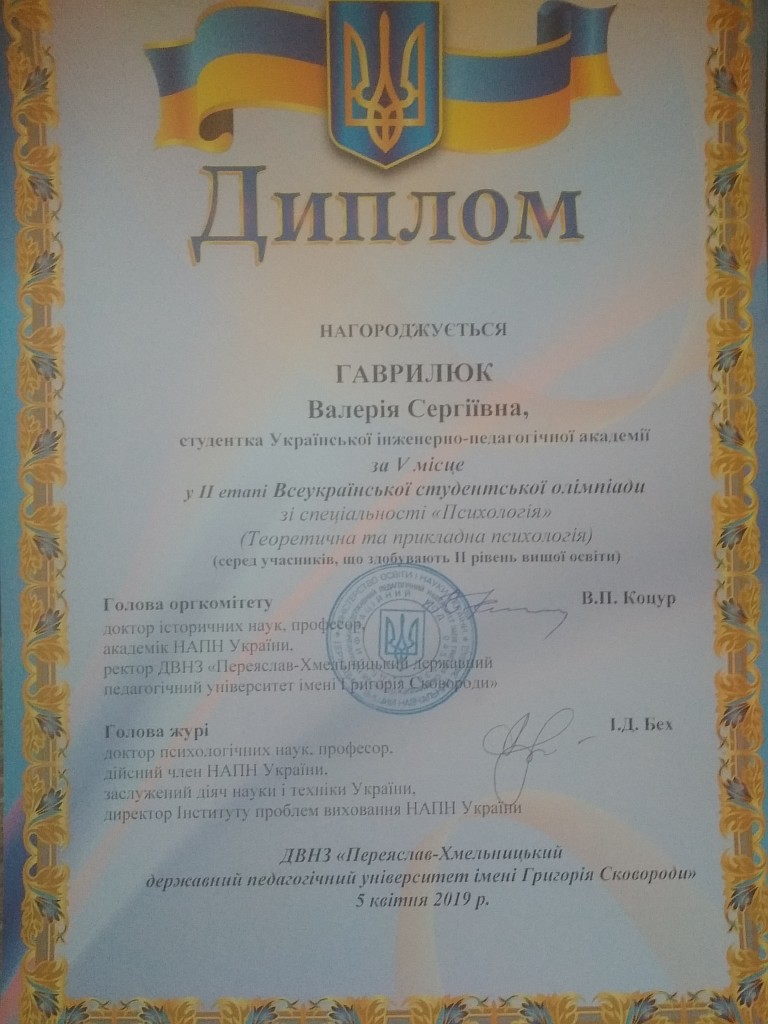 Диплом
НАГОРОДЖУЄТЬСЯ
ГАВРИЛЮК
Валерія Сергіївна,
студентка Української інженерно-педагогічної академії
за V місце
у ІІ етапі Всеукраїнської студентської олімпіади
зі спеціальності «Психологія»
(Теоретична та прикладна психологія)
(серед учасників, що здобувають ІІ рівень вищої освіти)
Голова оргкомітету В.П. Коцур
доктор історичних наук, професор,
академік НАПН України,
ректор ДВНЗ «Переяслав-Хмельницький державний
педагогічний університет імені Григорія Сковороди»
Голова журі І.Д. Бех
доктор психологічних наук, професор,
дійсний член НАПН України,
заслужений діяч науки і техніки України,
директор Інституту проблем виховання НАПН України
ДВНЗ «Переяслав-Хмельницький
державний педагогічний університет імені Григорія Сковороди»
5 квітня 2019 р.